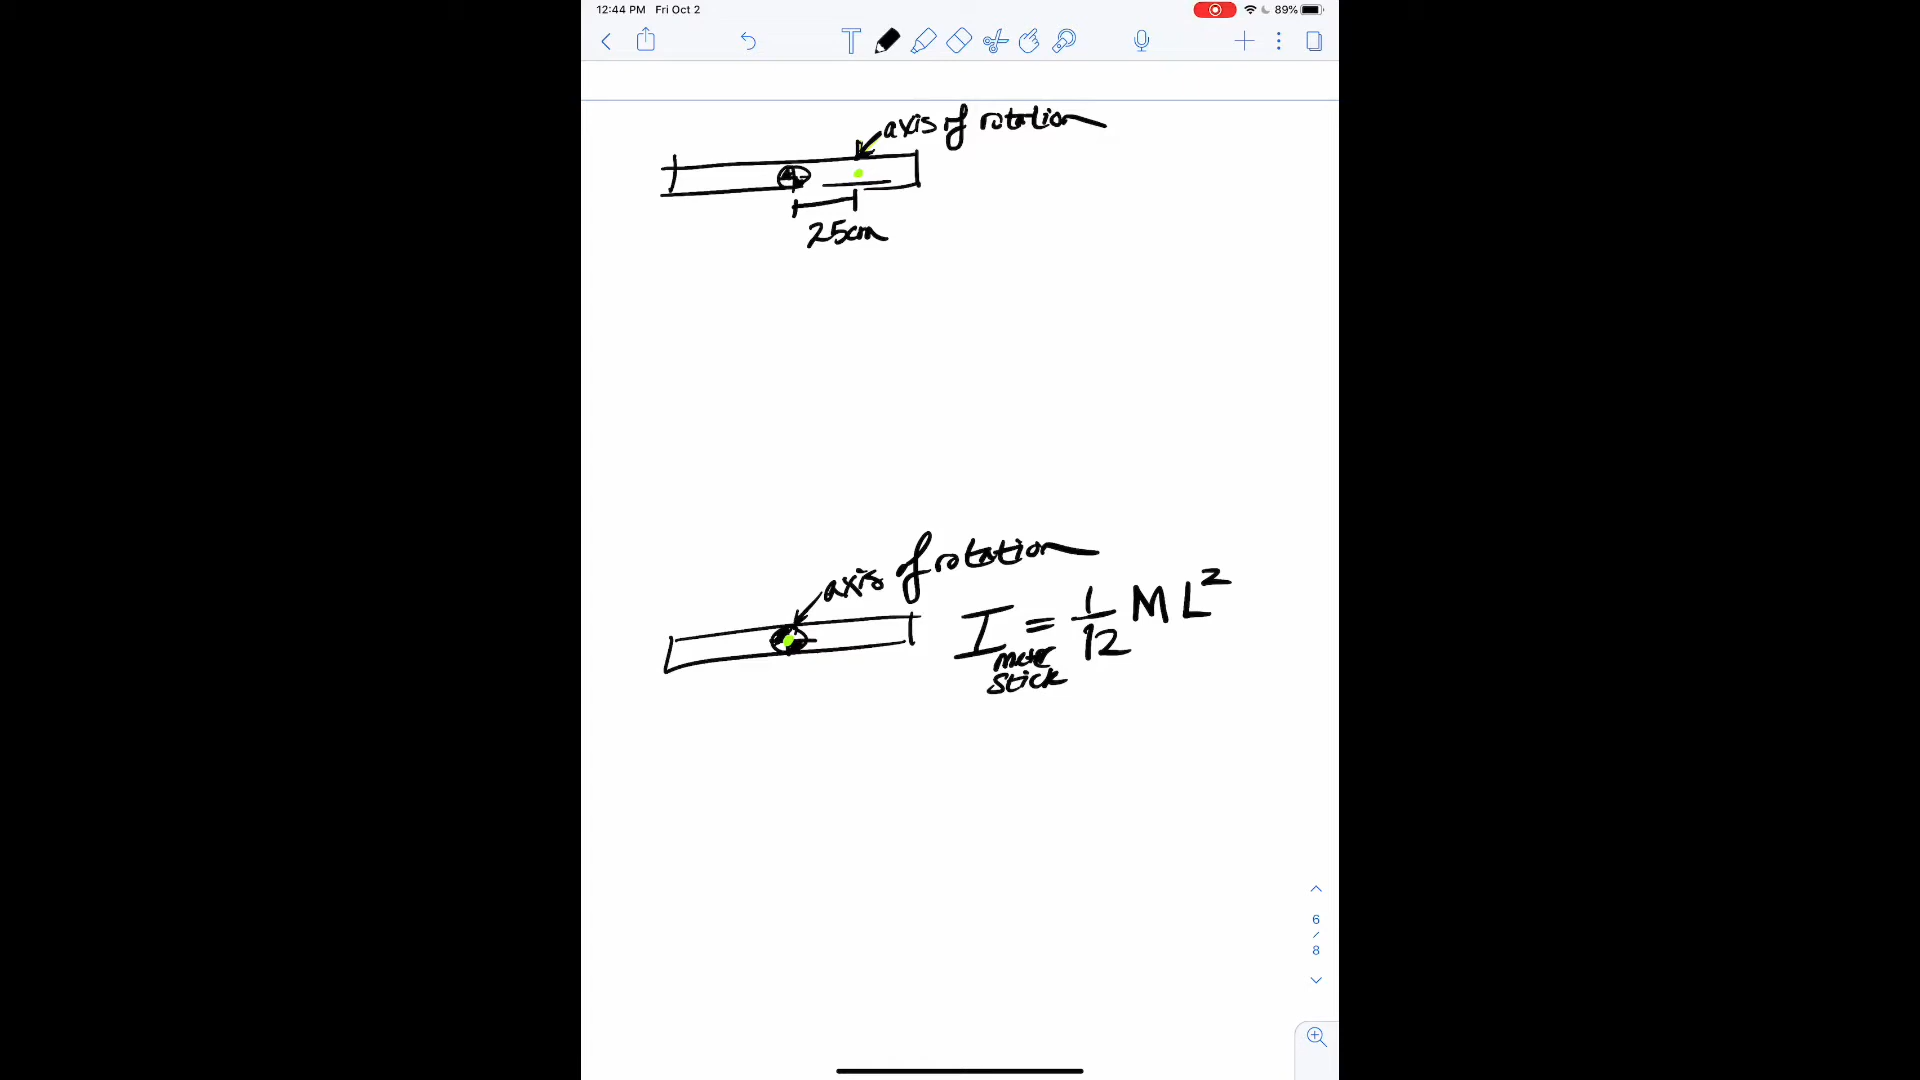 12:44 PM Fri Oct 2
89%
T
axis of rotation
25cm
axis of rotation
I meter stick = 1/12 M L²
6
/
8